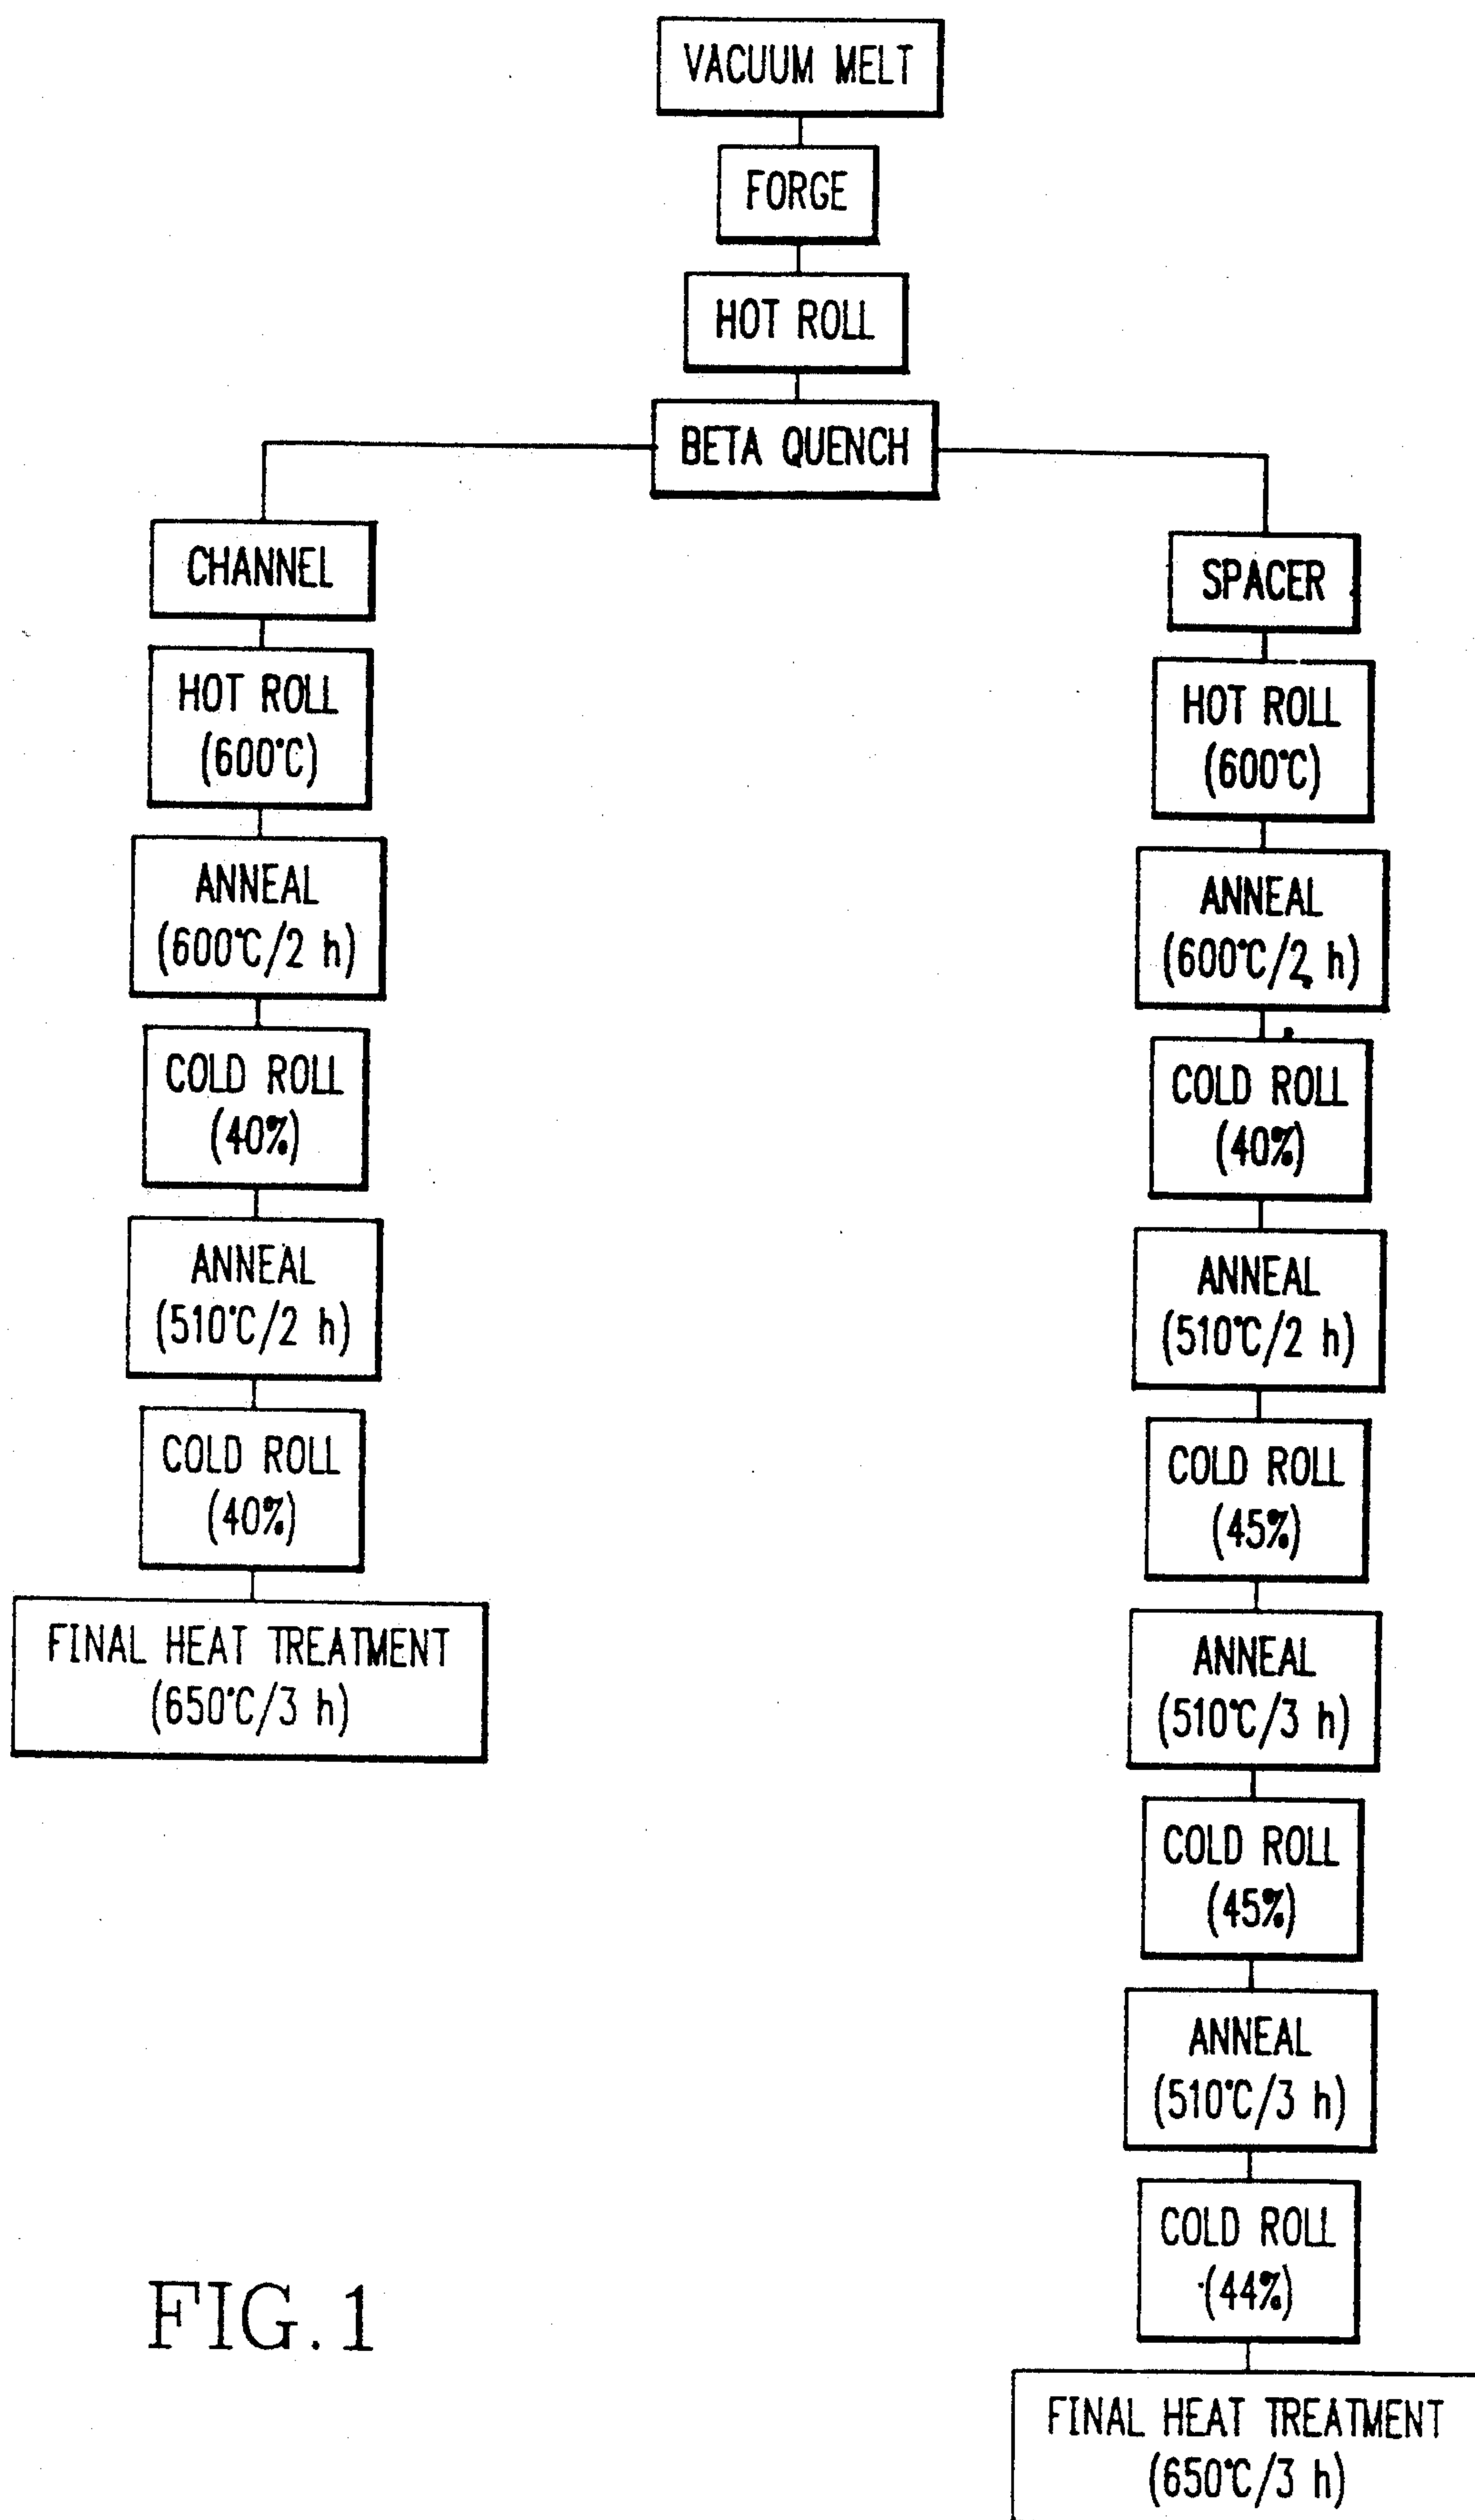 VACUUM MELT
FORGE
HOT ROLL
BETA QUENCH
CHANNEL
HOT ROLL
(600°C)
ANNEAL
(600°C/2 h)
COLD ROLL
(40%)
ANNEAL
(510°C/2 h)
COLD ROLL
(40%)
FINAL HEAT TREATMENT
(650°C/3 h)
SPACER
HOT ROLL
(600°C)
ANNEAL
(600°C/2 h)
COLD ROLL
(40%)
ANNEAL
(510°C/2 h)
COLD ROLL
(45%)
ANNEAL
(510°C/3 h)
COLD ROLL
(45%)
ANNEAL
(510°C/3 h)
COLD ROLL
(44%)
FINAL HEAT TREATMENT
(650°C/3 h)
FIG. 1